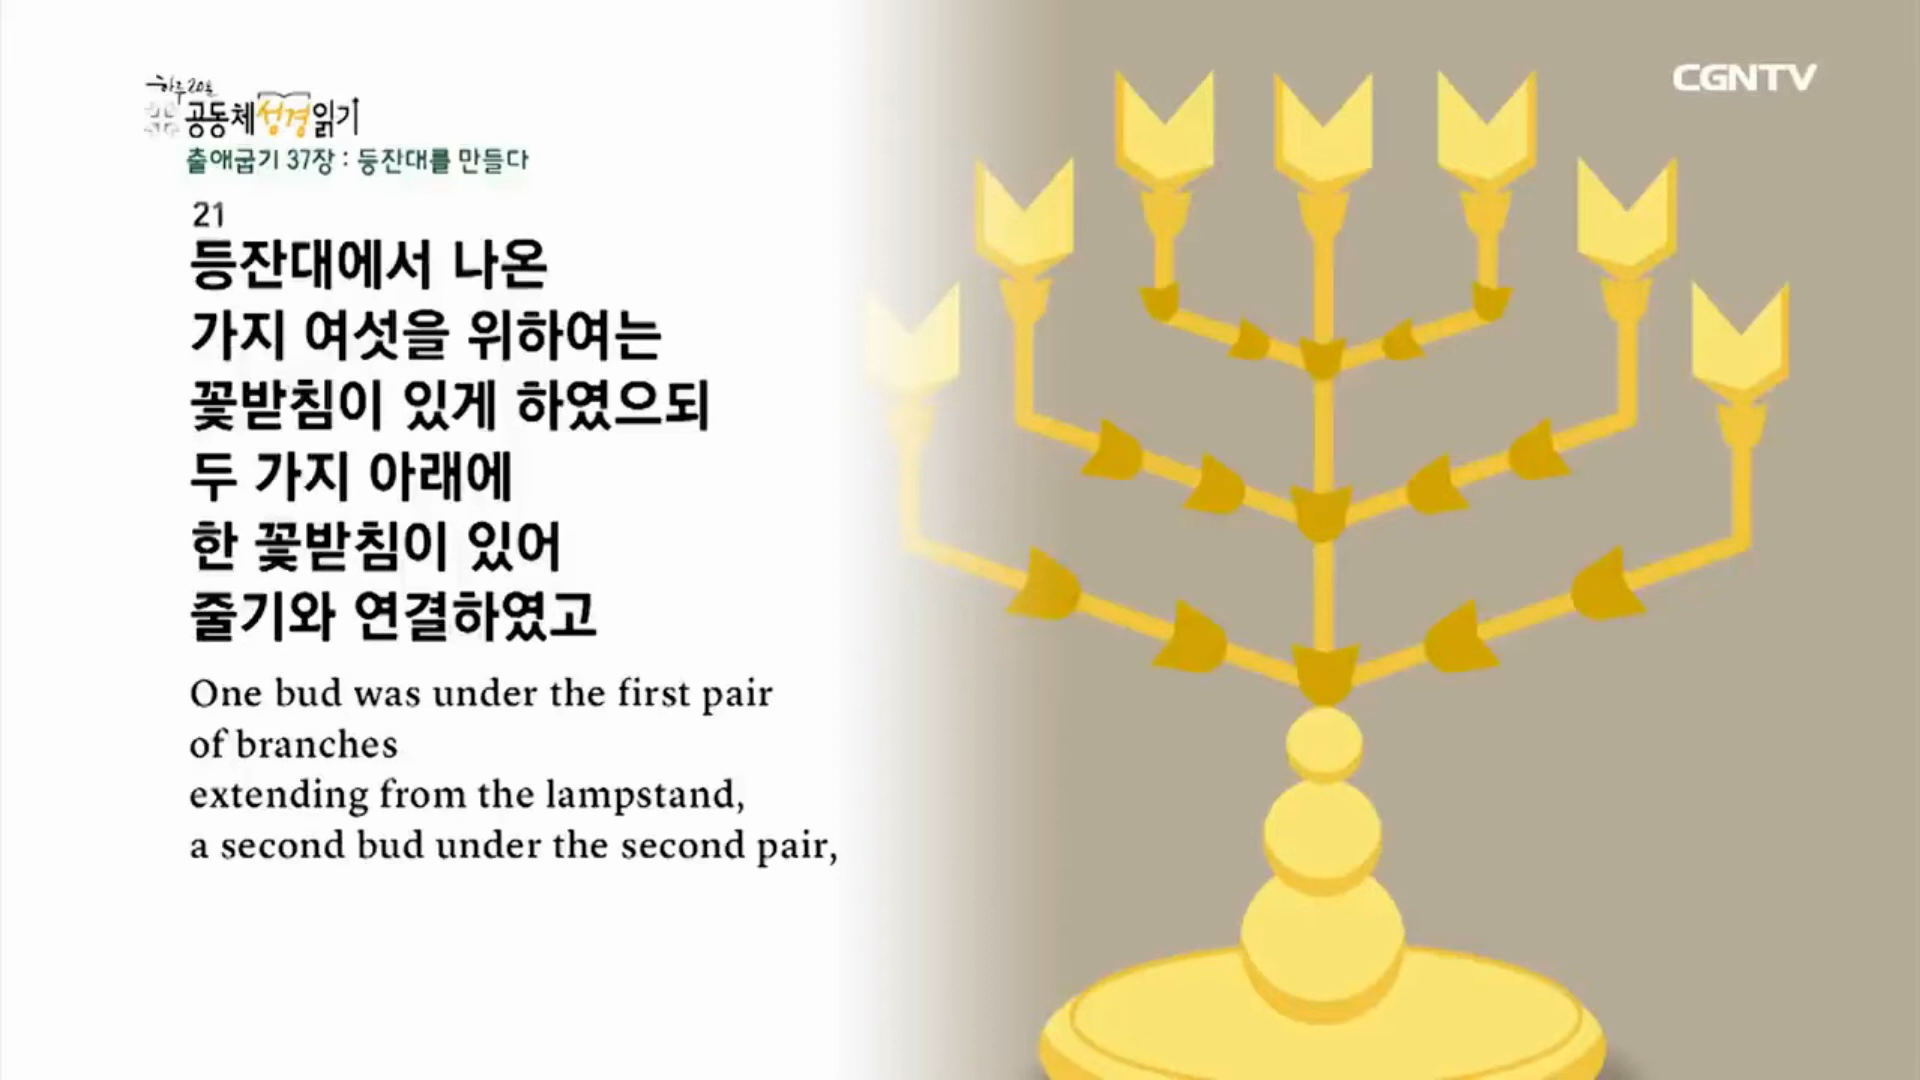 하루 20분
공동체성경읽기
CGNTV
출애굽기 37장 : 등잔대를 만들다
21
등잔대에서 나온
가지 여섯을 위하여는
꽃받침이 있게 하였으되
두 가지 아래에
한 꽃받침이 있어
줄기와 연결하였고
One bud was under the first pair
of branches
extending from the lampstand,
a second bud under the second pair,